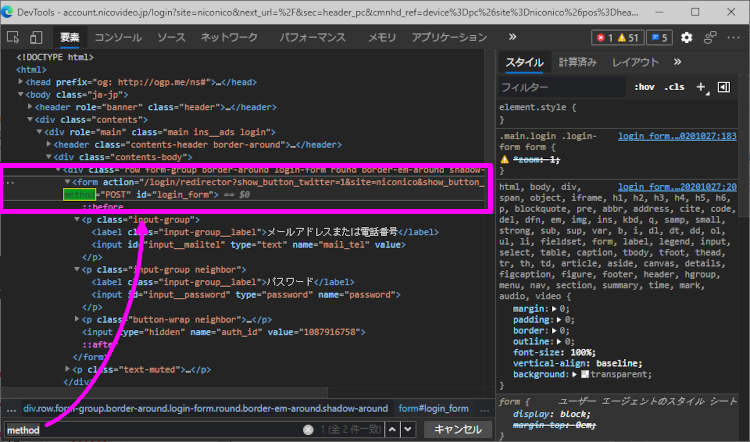 DevTools - account.nicovideo.jp/login?site=niconico&next_url=%2F&sec=header_pc&cmnhd_ref=device%3Dpc%26site%3Dniconico%26pos%3Dhea...
要素 コンソール ソース ネットワーク パフォーマンス メモリ アプリケーション » 1 51 5
<!DOCTYPE html>
<html>
<head prefix="og: http://ogp.me/ns#">…</head>
<body class="ja-jp">
<header role="banner" class="header">…</header>
<div class="contents">
<div role="main" class="main ins__ads login">
<header class="contents-header border-around">…</header>
<div class="contents-body">
<div class="row form-group border-around login-form round border-em-around shadow-
<form action="/login/redirector?show_button_twitter=1&site=niconico&show_button_
method="POST" id="login_form"> == $0
::before
<p class="input-group">
<label class="input-group__label">メールアドレスまたは電話番号</label>
<input id="input__mailtel" type="text" name="mail_tel" value>
</p>
<p class="input-group neighbor">
<label class="input-group__label">パスワード</label>
<input id="input__password" type="password" name="password">
</p>
<p class="button-wrap neighbor">…</p>
<input type="hidden" name="auth_id" value="1087916758">
::after
</form>
<p class="text-muted">…</p>
</div>
… div.row.form-group.border-around.login-form.round.border-em-around.shadow-around form#login_form …
method 1 (全 2 件一致) キャンセル
スタイル 計算済み レイアウト »
フィルター :hov .cls +
element.style {
}
.main.login .login-form form { login_form.…0201027:183
*zoom: 1;
}
html, body, div, login_form.…0201027:20
span, object, iframe, h1, h2, h3, h4, h5, h6,
p, blockquote, pre, abbr, address, cite, code,
del, dfn, em, img, ins, kbd, q, samp, small,
strong, sub, sup, var, b, i, dl, dt, dd, ol,
ul, li, fieldset, form, label, legend, input,
select, table, caption, tbody, tfoot, thead,
tr, th, td, article, aside, canvas, details,
figcaption, figure, footer, header, hgroup,
menu, nav, section, summary, time, mark,
audio, video {
margin: 0;
padding: 0;
border: 0;
outline: 0;
font-size: 100%;
vertical-align: baseline;
background: transparent;
}
form { ユーザー エージェントのスタイル シート
display: block;
margin-top: 0em;